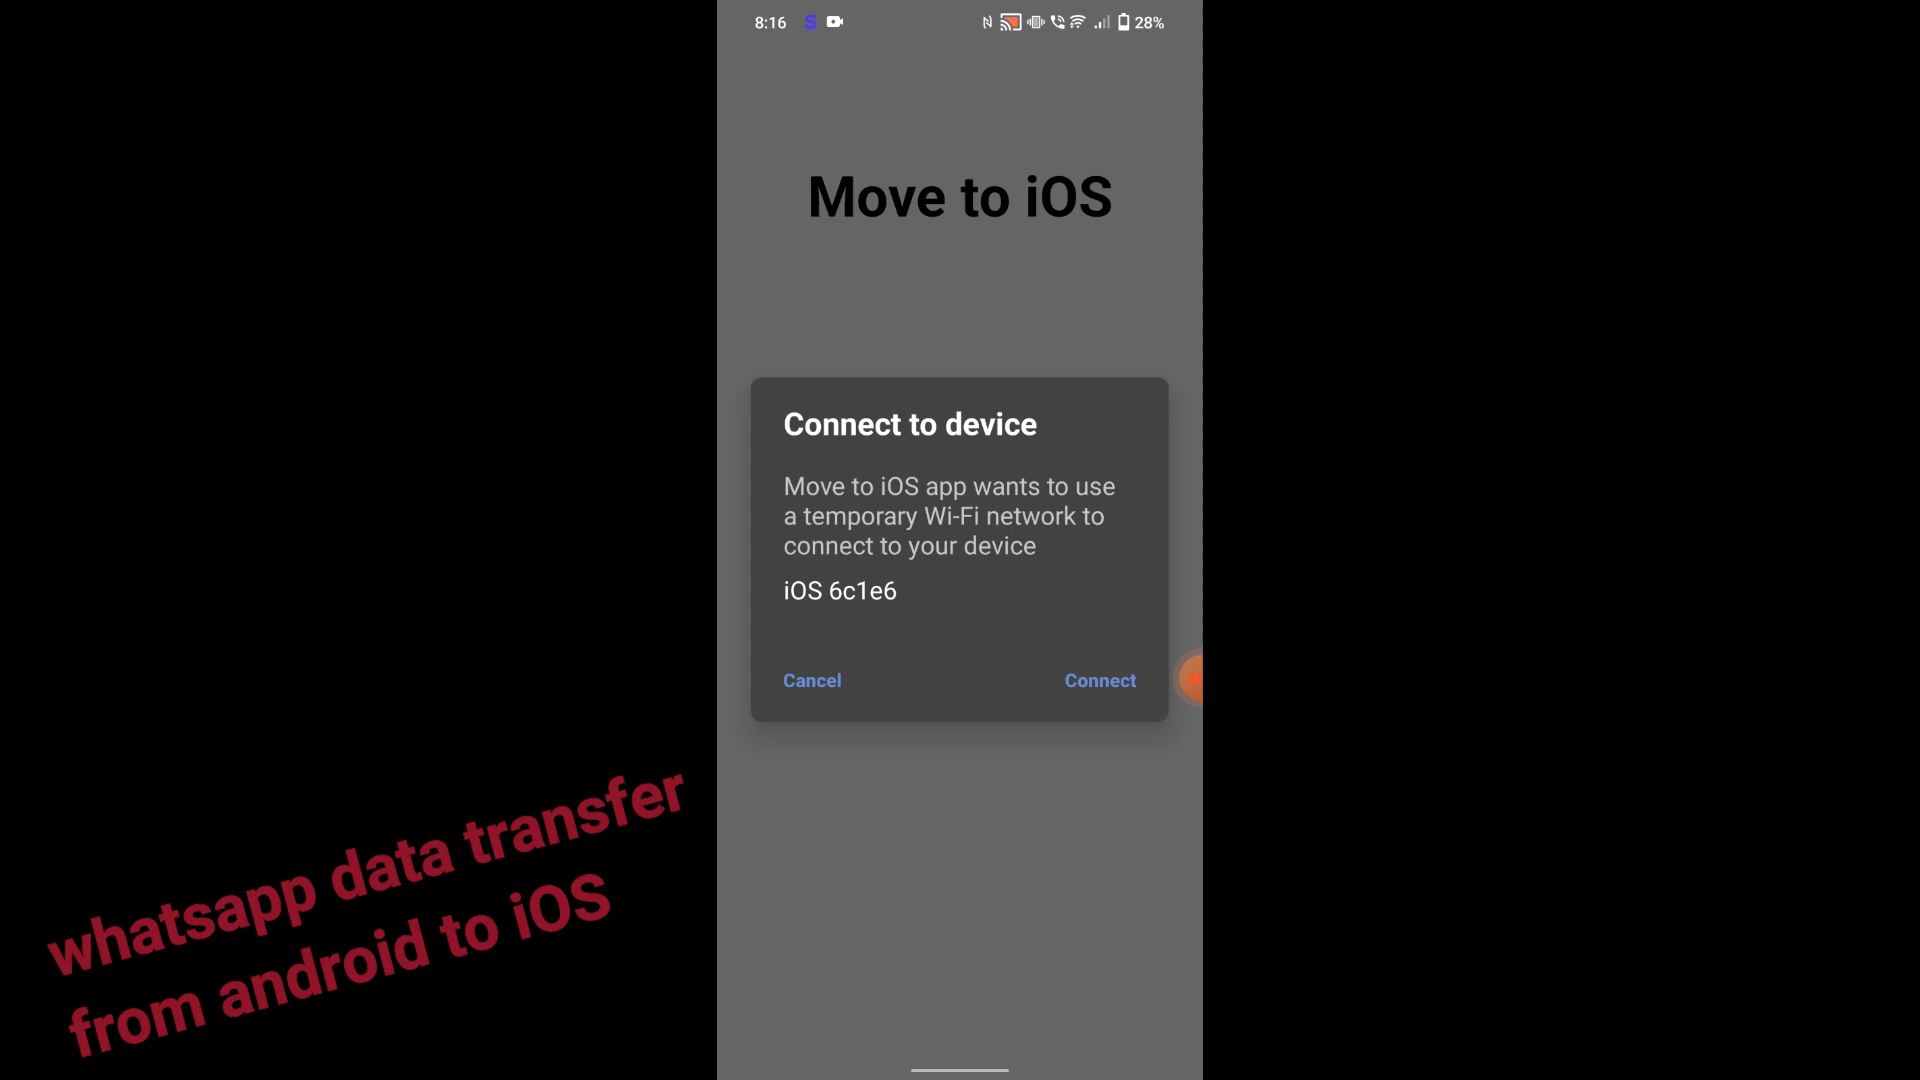 8:16 S 28%
Move to iOS
Connect to device
Move to iOS app wants to use
a temporary Wi-Fi network to
connect to your device
iOS 6c1e6
Cancel Connect
whatsapp data transfer
from android to iOS